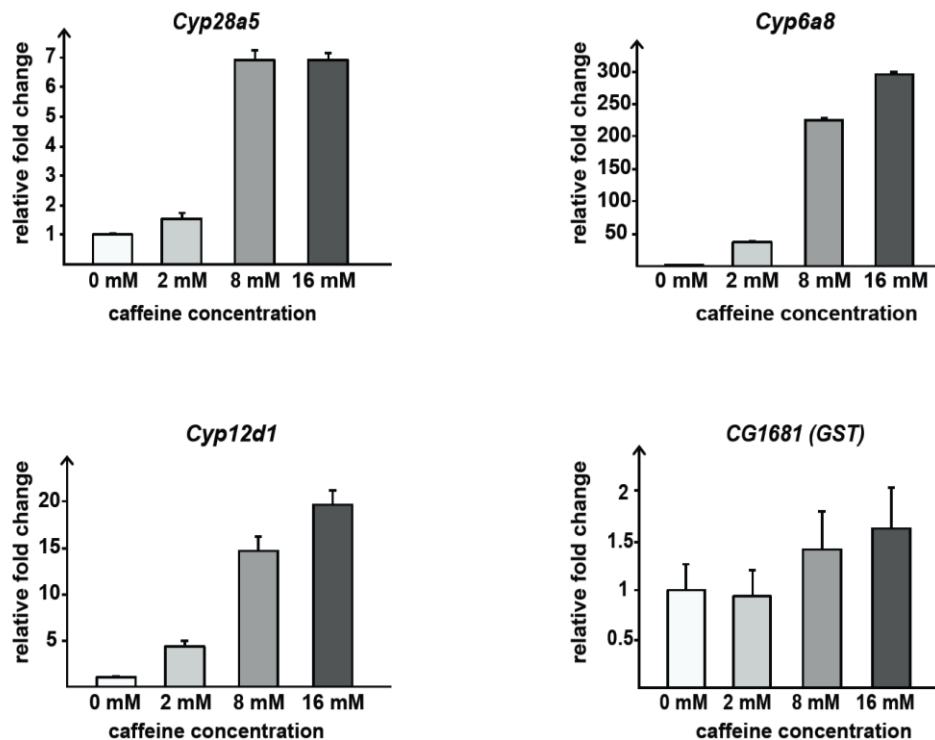 Cyp28a5
relative fold change
7
6
5
4
3
2
1
0 mM 2 mM 8 mM 16 mM
caffeine concentration
Cyp6a8
relative fold change
300
250
200
150
100
50
0 mM 2 mM 8 mM 16 mM
caffeine concentration
Cyp12d1
relative fold change
20
15
10
5
0 mM 2 mM 8 mM 16 mM
caffeine concentration
CG1681 (GST)
relative fold change
2
1.5
1
0.5
0 mM 2 mM 8 mM 16 mM
caffeine concentration